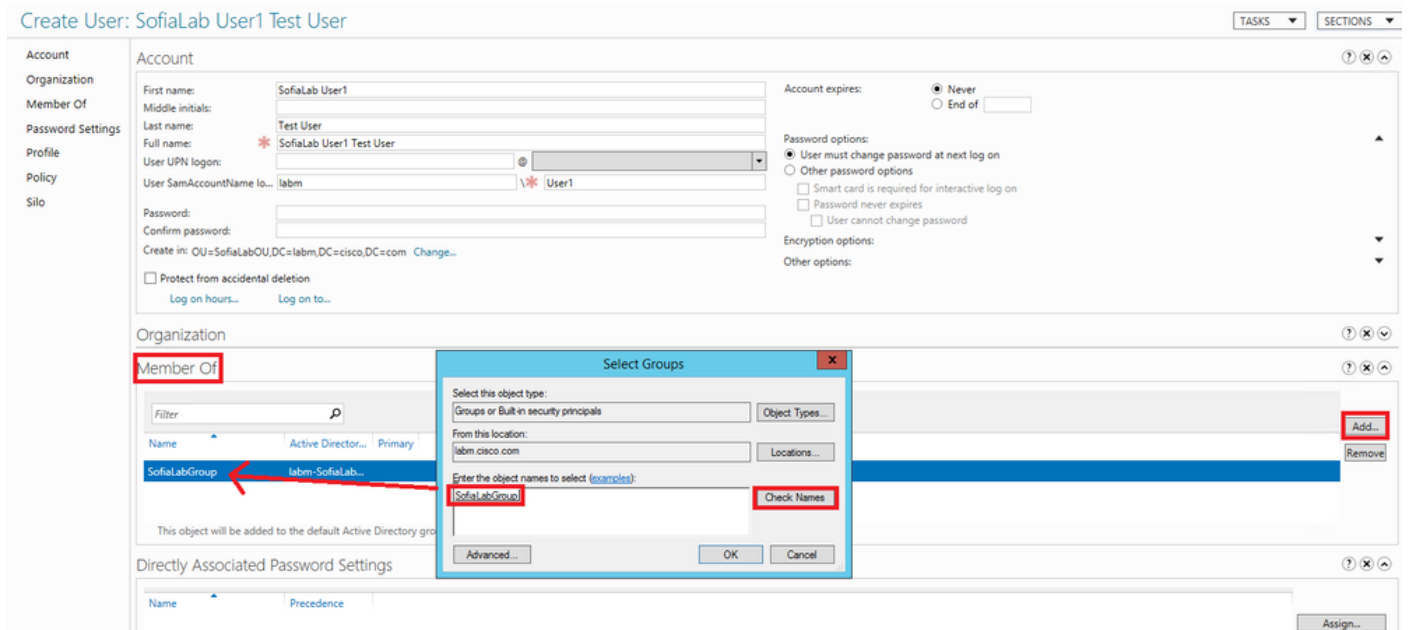 Create User: SofiaLab User1 Test User
TASKS
SECTIONS
Account
Organization
Member Of
Password Settings
Profile
Policy
Silo
Account
First name: SofiaLab User1
Middle initials:
Last name: Test User
Full name: * SofiaLab User1 Test User
User UPN logon: @
User SamAccountName lo... labm \* User1
Password:
Confirm password:
Create in: OU=SofiaLabOU,DC=labm,DC=cisco,DC=com Change...
Protect from accidental deletion
Log on hours... Log on to...
Account expires: Never
End of
Password options:
User must change password at next log on
Other password options
Smart card is required for interactive log on
Password never expires
User cannot change password
Encryption options:
Other options:
Organization
Member Of
Filter
Name Active Director... Primary
SofiaLabGroup labm-SofiaLab...
This object will be added to the default Active Directory gro
Add...
Remove
Select Groups
x
Select this object type:
Groups or Built-in security principals
Object Types...
From this location:
labm.cisco.com
Locations...
Enter the object names to select (examples):
SofiaLabGroup
Check Names
Advanced...
OK
Cancel
Directly Associated Password Settings
Name Precedence
Assign...